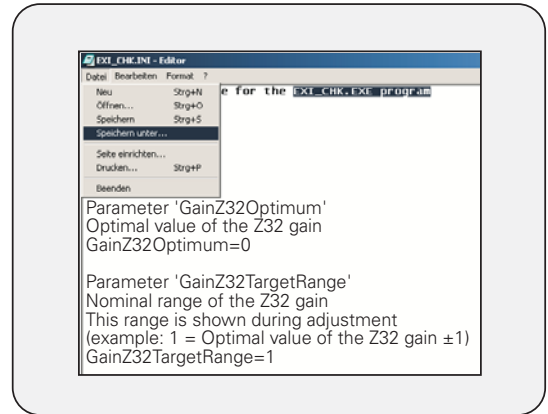 EXI_CHK.INI - Editor
Datei Bearbeiten Format ?
Neu Strg+N
e for the EXI_CHK.EXE program
Öffnen... Strg+O
Speichern Strg+S
Speichern unter...
Seite einrichten...
Drucken... Strg+P
Beenden
Parameter 'GainZ32Optimum'
Optimal value of the Z32 gain
GainZ32Optimum=0
Parameter 'GainZ32TargetRange'
Nominal range of the Z32 gain
This range is shown during adjustment
(example: 1 = Optimal value of the Z32 gain ±1)
GainZ32TargetRange=1